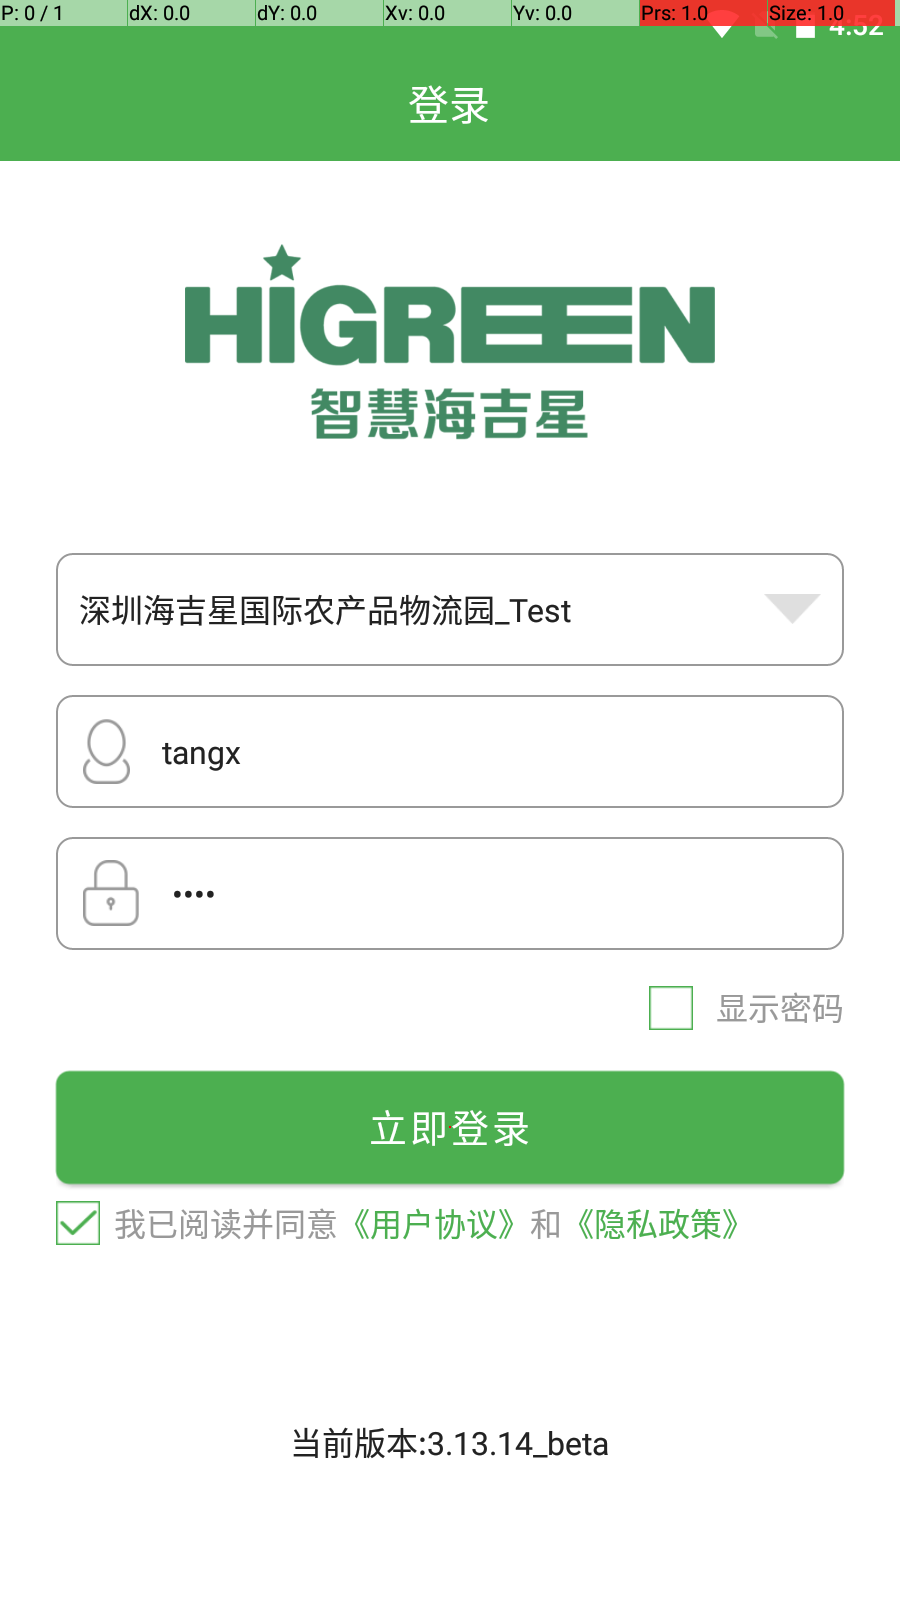 P: 0 / 1 dX: 0.0 dY: 0.0 Xv: 0.0 Yv: 0.0 Prs: 1.0 Size: 1.0
4:52
登录
HIGREEN
智慧海吉星
深圳海吉星国际农产品物流园_Test
tangx
••••
显示密码
立即登录
我已阅读并同意《用户协议》和《隐私政策》
当前版本:3.13.14_beta